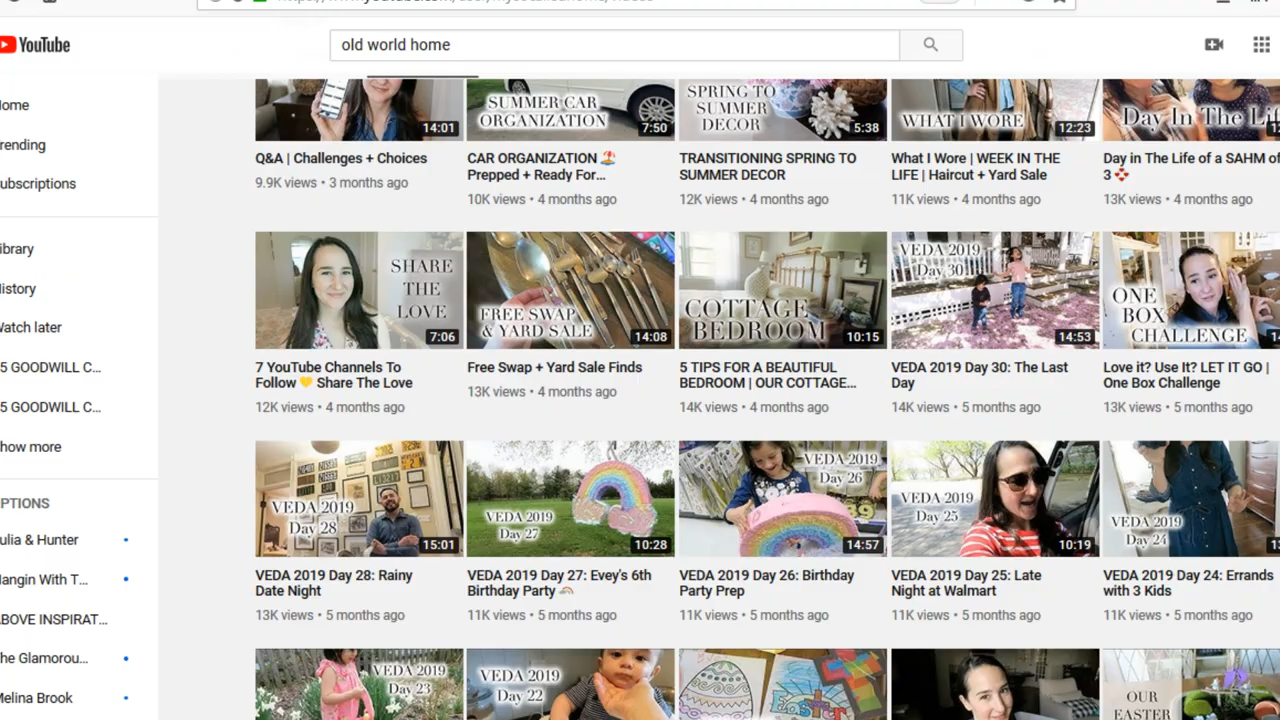 YouTube
old world home
ome
rending
ubscriptions
ibrary
istory
atch later
5 GOODWILL C...
5 GOODWILL C...
how more
PTIONS
ulia & Hunter
angin With T...
BOVE INSPIRAT...
he Glamorou...
elina Brook
14:01
SUMMER CAR
ORGANIZATION
7:50
SPRING TO
SUMMER
DECOR
5:38
WHAT I WORE
12:23
Day In The Li
Q&A | Challenges + Choices
9.9K views • 3 months ago
CAR ORGANIZATION 🏖️
Prepped + Ready For...
10K views • 4 months ago
TRANSITIONING SPRING TO
SUMMER DECOR
12K views • 4 months ago
What I Wore | WEEK IN THE
LIFE | Haircut + Yard Sale
11K views • 4 months ago
Day in The Life of a SAHM of
3 💞
13K views • 4 months ago
SHARE
THE
LOVE
7:06
FREE SWAP
& YARD SALE
14:08
COTTAGE
BEDROOM
10:15
VEDA 2019
Day 30
14:53
ONE
BOX
CHALLENGE
7 YouTube Channels To
Follow 💛 Share The Love
12K views • 4 months ago
Free Swap + Yard Sale Finds
13K views • 4 months ago
5 TIPS FOR A BEAUTIFUL
BEDROOM | OUR COTTAGE...
14K views • 4 months ago
VEDA 2019 Day 30: The Last
Day
14K views • 5 months ago
Love it? Use It? LET IT GO |
One Box Challenge
13K views • 5 months ago
VEDA 2019
Day 28
15:01
VEDA 2019
Day 27
10:28
VEDA 2019
Day 26
14:57
VEDA 2019
Day 25
10:19
VEDA 2019
Day 24
VEDA 2019 Day 28: Rainy
Date Night
13K views • 5 months ago
VEDA 2019 Day 27: Evey's 6th
Birthday Party 🌈
11K views • 5 months ago
VEDA 2019 Day 26: Birthday
Party Prep
11K views • 5 months ago
VEDA 2019 Day 25: Late
Night at Walmart
11K views • 5 months ago
VEDA 2019 Day 24: Errands
with 3 Kids
11K views • 5 months ago
VEDA 2019
Day 23
VEDA 2019
Day 22
OUR
EASTER